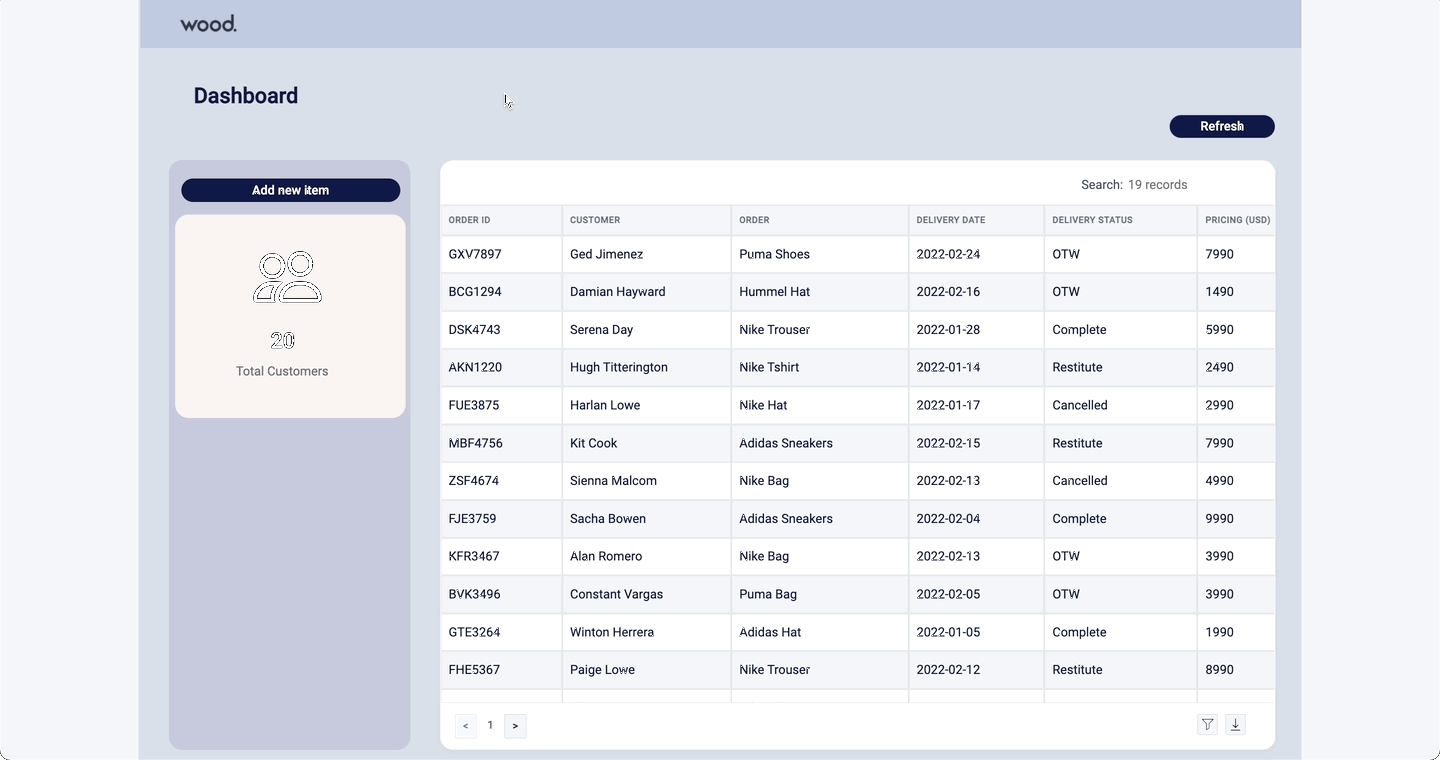 wood.
Dashboard
Refresh
Add new item
20
Total Customers
Search: 19 records
ORDER ID CUSTOMER ORDER DELIVERY DATE DELIVERY STATUS PRICING (USD)
GXV7897 Ged Jimenez Puma Shoes 2022-02-24 OTW 7990
BCG1294 Damian Hayward Hummel Hat 2022-02-16 OTW 1490
DSK4743 Serena Day Nike Trouser 2022-01-28 Complete 5990
AKN1220 Hugh Titterington Nike Tshirt 2022-01-14 Restitute 2490
FUE3875 Harlan Lowe Nike Hat 2022-01-17 Cancelled 2990
MBF4756 Kit Cook Adidas Sneakers 2022-02-15 Restitute 7990
ZSF4674 Sienna Malcom Nike Bag 2022-02-13 Cancelled 4990
FJE3759 Sacha Bowen Adidas Sneakers 2022-02-04 Complete 9990
KFR3467 Alan Romero Nike Bag 2022-02-13 OTW 3990
BVK3496 Constant Vargas Puma Bag 2022-02-05 OTW 3990
GTE3264 Winton Herrera Adidas Hat 2022-01-05 Complete 1990
FHE5367 Paige Lowe Nike Trouser 2022-02-12 Restitute 8990
< 1 >